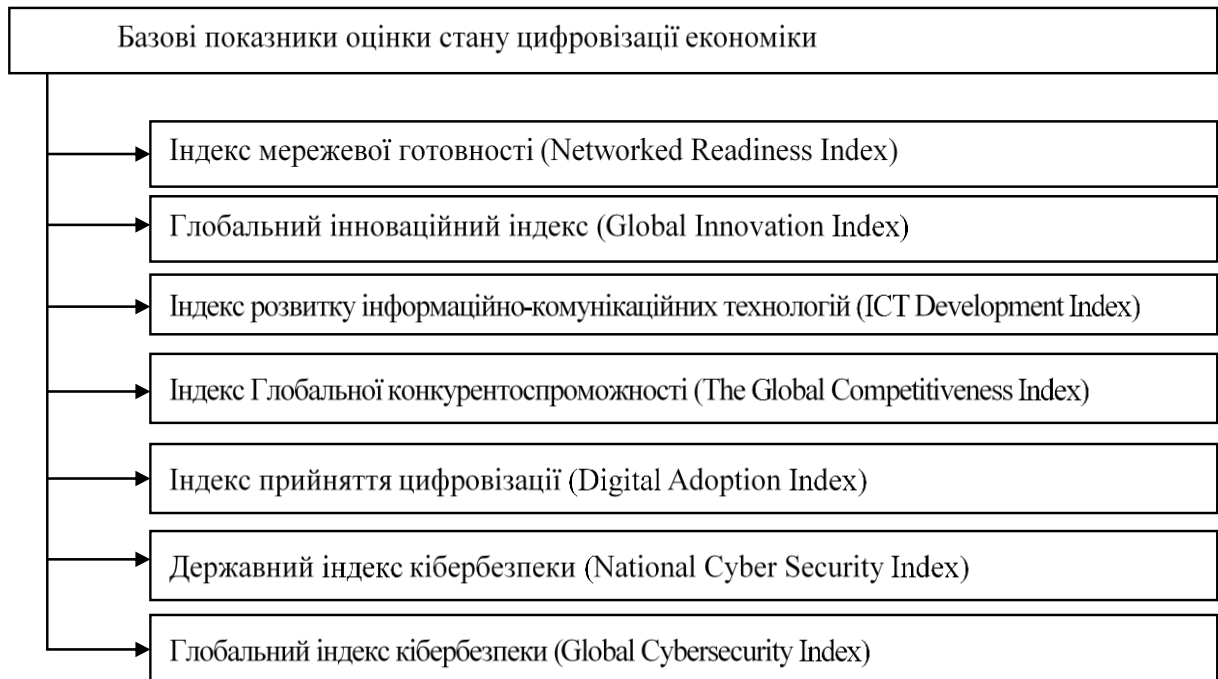 Базові показники оцінки стану цифровізації економіки
Індекс мережевої готовності (Networked Readiness Index)
Глобальний інноваційний індекс (Global Innovation Index)
Індекс розвитку інформаційно-комунікаційних технологій (ICT Development Index)
Індекс Глобальної конкурентоспроможності (The Global Competitiveness Index)
Індекс прийняття цифровізації (Digital Adoption Index)
Державний індекс кібербезпеки (National Cyber Security Index)
Глобальний індекс кібербезпеки (Global Cybersecurity Index)